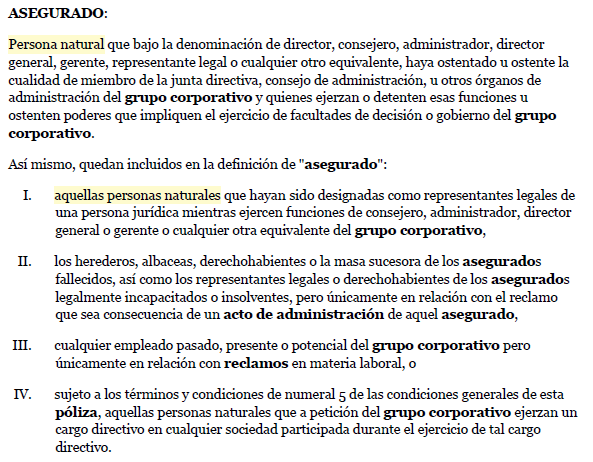 ASEGURADO:
Persona natural que bajo la denominación de director, consejero, administrador, director
general, gerente, representante legal o cualquier otro equivalente, haya ostentado u ostente la
cualidad de miembro de la junta directiva, consejo de administración, u otros órganos de
administración del grupo corporativo y quienes ejerzan o detenten esas funciones u
ostenten poderes que impliquen el ejercicio de facultades de decisión o gobierno del grupo
corporativo.
Así mismo, quedan incluidos en la definición de "asegurado":
I. aquellas personas naturales que hayan sido designadas como representantes legales de
una persona jurídica mientras ejercen funciones de consejero, administrador, director
general o gerente o cualquier otra equivalente del grupo corporativo,
II. los herederos, albaceas, derechohabientes o la masa sucesora de los asegurados
fallecidos, así como los representantes legales o derechohabientes de los asegurados
legalmente incapacitados o insolventes, pero únicamente en relación con el reclamo
que sea consecuencia de un acto de administración de aquel asegurado,
III. cualquier empleado pasado, presente o potencial del grupo corporativo pero
únicamente en relación con reclamos en materia laboral, o
IV. sujeto a los términos y condiciones de numeral 5 de las condiciones generales de esta
póliza, aquellas personas naturales que a petición del grupo corporativo ejerzan un
cargo directivo en cualquier sociedad participada durante el ejercicio de tal cargo
directivo.